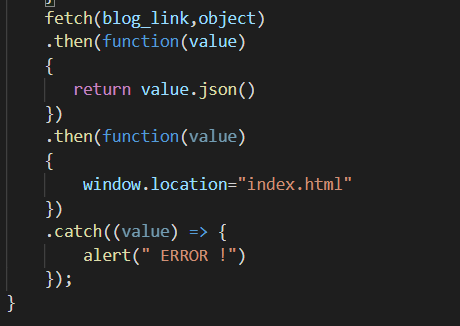 }
fetch(blog_link,object)
.then(function(value)
{
return value.json()
})
.then(function(value)
{
window.location="index.html"
})
.catch((value) => {
alert(" ERROR !")
});
}